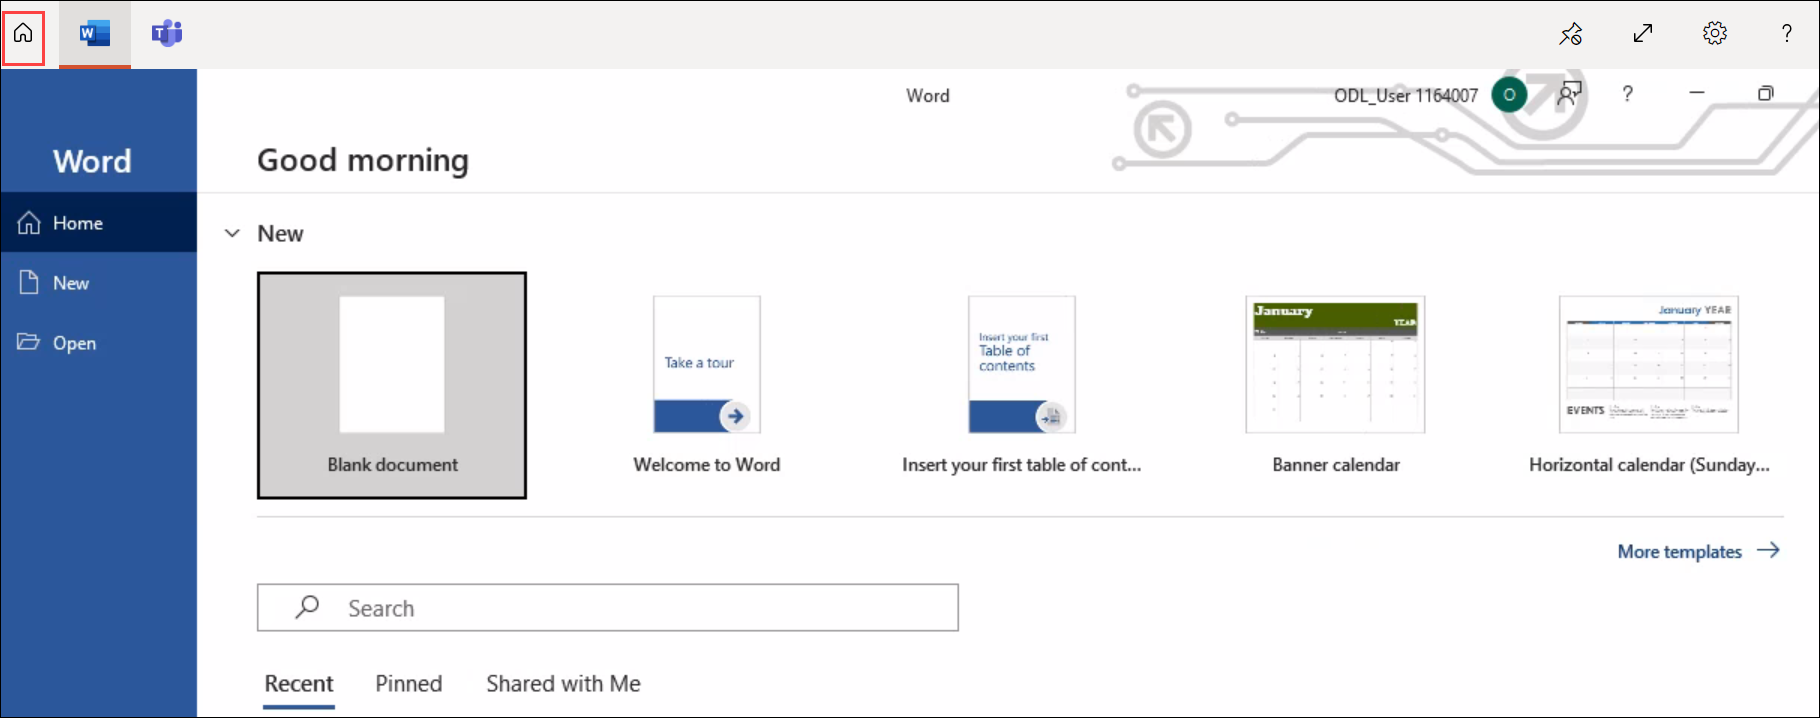 Word
ODL_User 1164007
O
?
?
Word
Good morning
Home
New
Open
New
Take a tour
Insert your first
Table of
contents
January
YEAR
January YEAR
EVENTS
Blank document
Welcome to Word
Insert your first table of cont...
Banner calendar
Horizontal calendar (Sunday...
More templates
Search
Recent
Pinned
Shared with Me